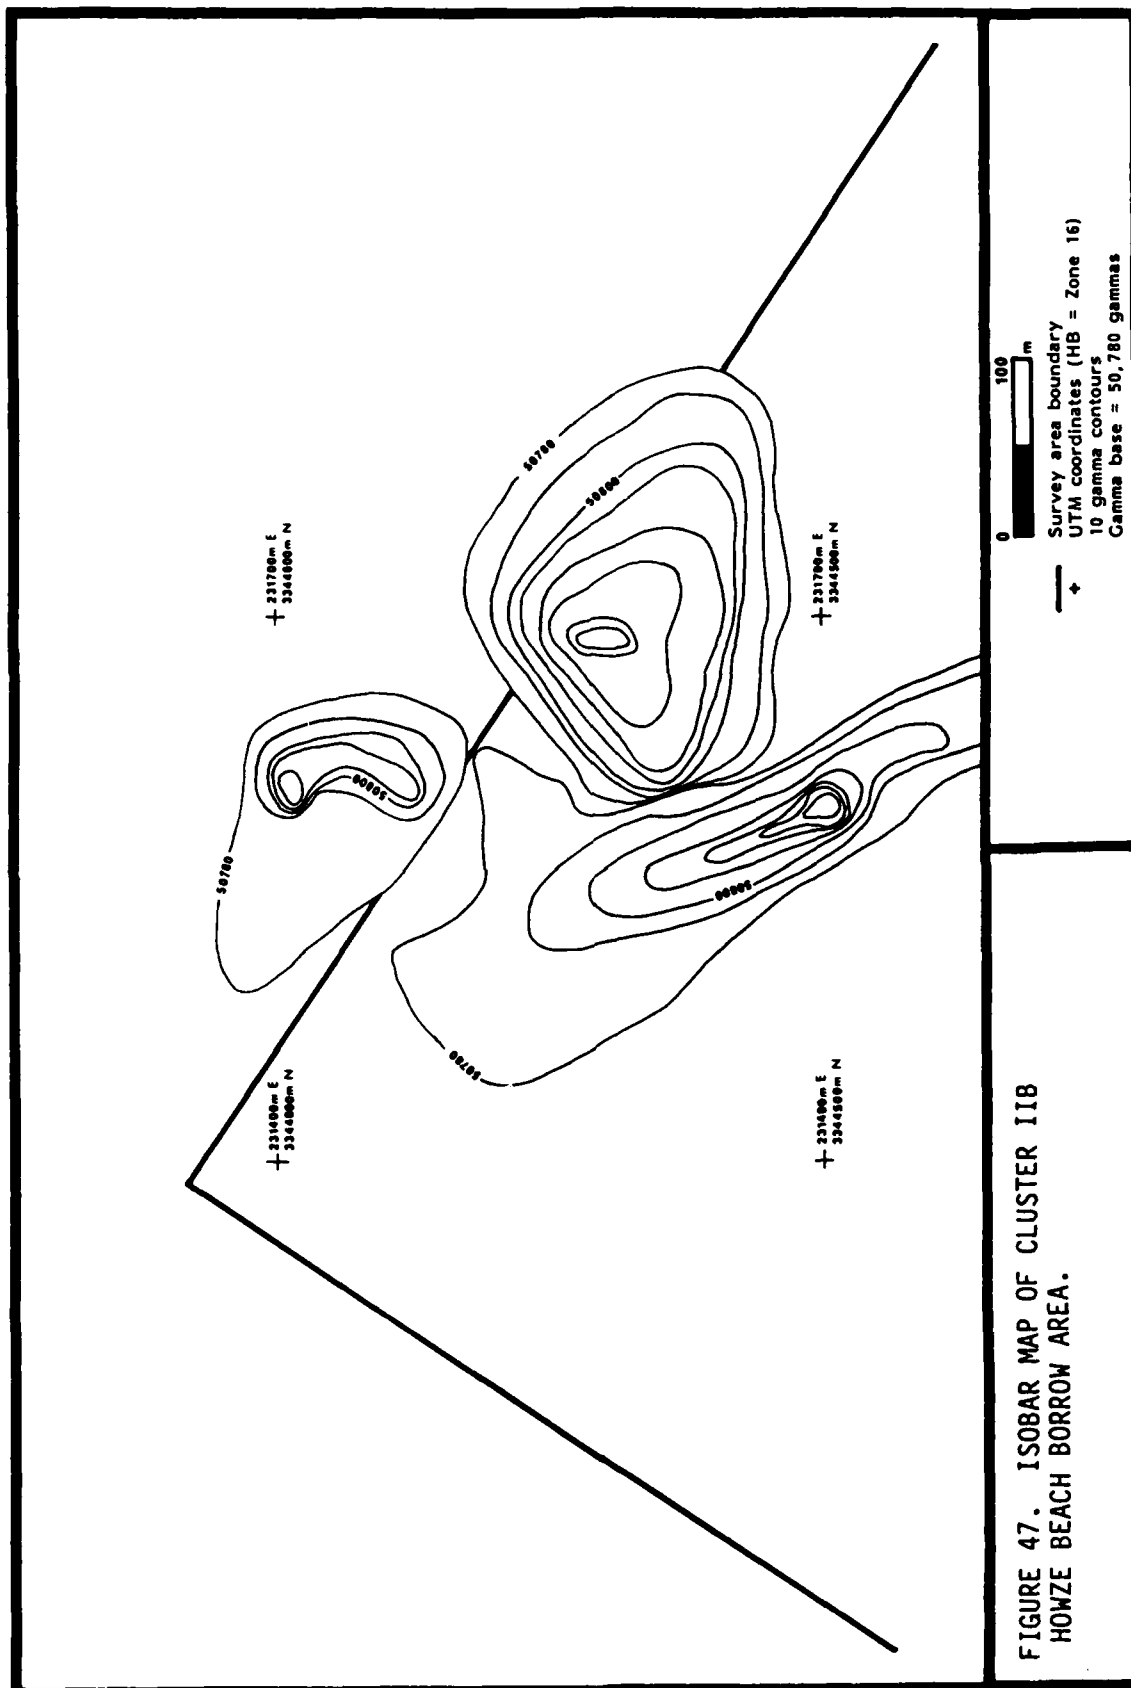 50780
231400m E
3344800m N
231700m E
3344800m N
50800
50780
50780
50800
50800
231400m E
3344500m N
231700m E
3344500m N
FIGURE 47. ISOBAR MAP OF CLUSTER IIB
HOWZE BEACH BORROW AREA.
0 100
m
Survey area boundary
+ UTM coordinates (HB = Zone 16)
10 gamma contours
Gamma base = 50,780 gammas